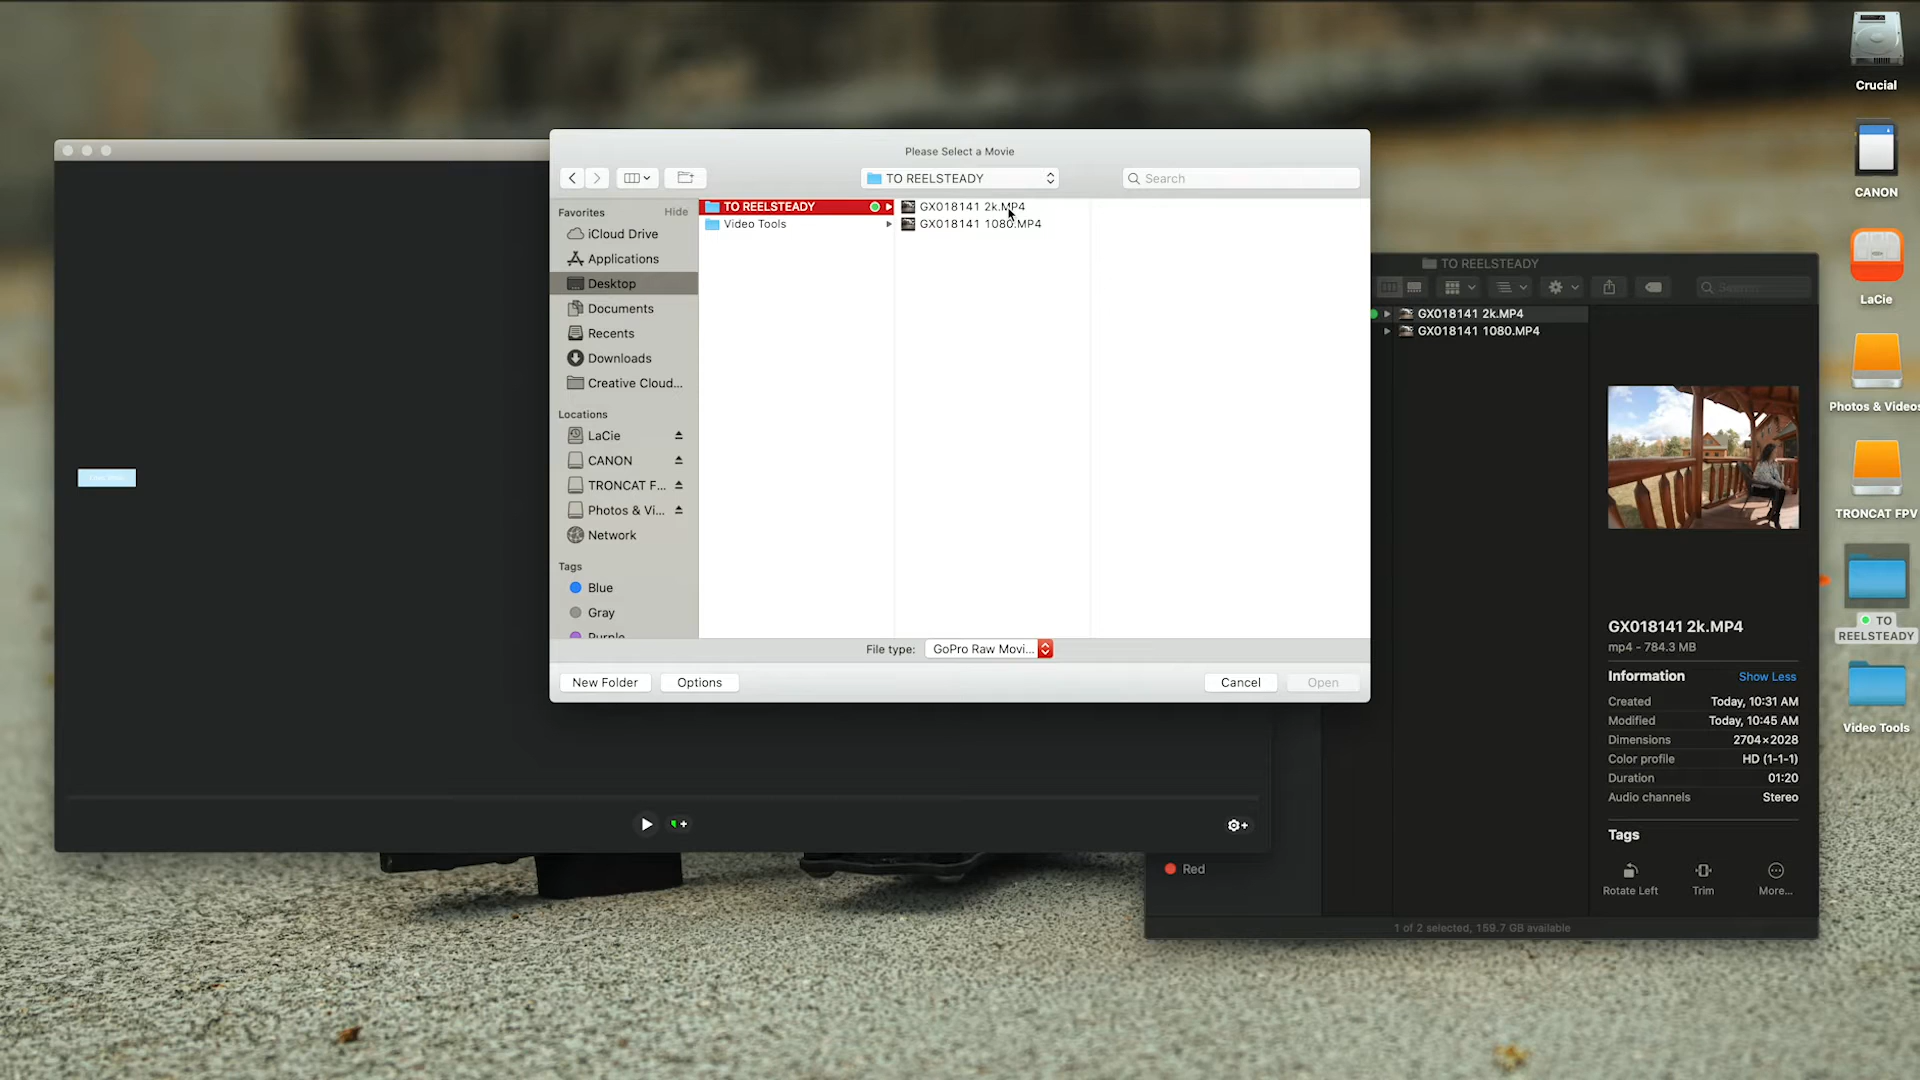 Please Select a Movie
TO REELSTEADY
Search
Favorites
Hide
iCloud Drive
Applications
Desktop
Documents
Recents
Downloads
Creative Cloud...
Locations
LaCie
CANON
TRONCAT F...
Photos & Vi...
Network
Tags
Blue
Gray
Purple
TO REELSTEADY
Video Tools
GX018141 2k.MP4
GX018141 1080.MP4
File type:
GoPro Raw Movi...
New Folder
Options
Cancel
Open
TO REELSTEADY
Search
GX018141 2k.MP4
GX018141 1080.MP4
GX018141 2k.MP4
mp4 - 784.3 MB
Information
Show Less
Created Today, 10:31 AM
Modified Today, 10:45 AM
Dimensions 2704×2028
Color profile HD (1-1-1)
Duration 01:20
Audio channels Stereo
Tags
Rotate Left
Trim
More...
Red
1 of 2 selected, 159.7 GB available
Crucial
CANON
LaCie
Photos & Videos
TRONCAT FPV
TO
REELSTEADY
Video Tools